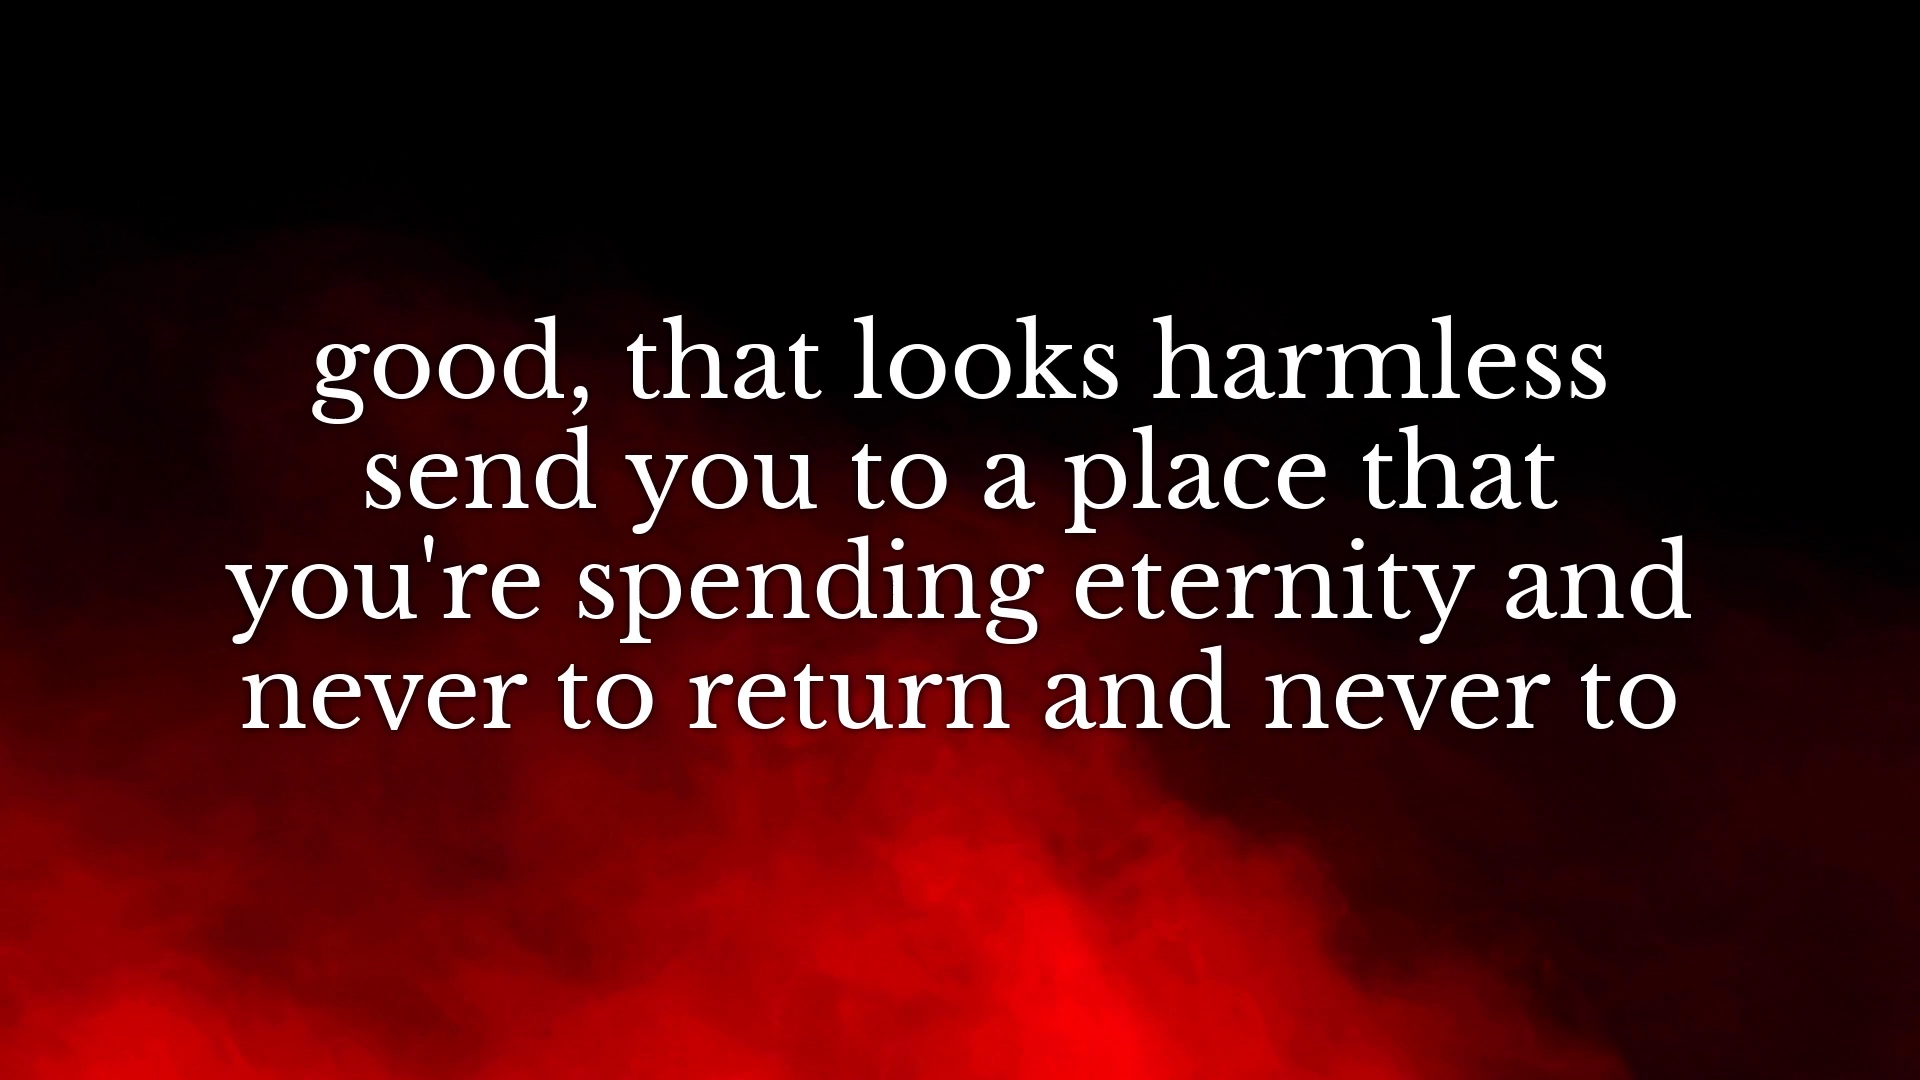 good, that looks harmless
send you to a place that
you're spending eternity and
never to return and never to